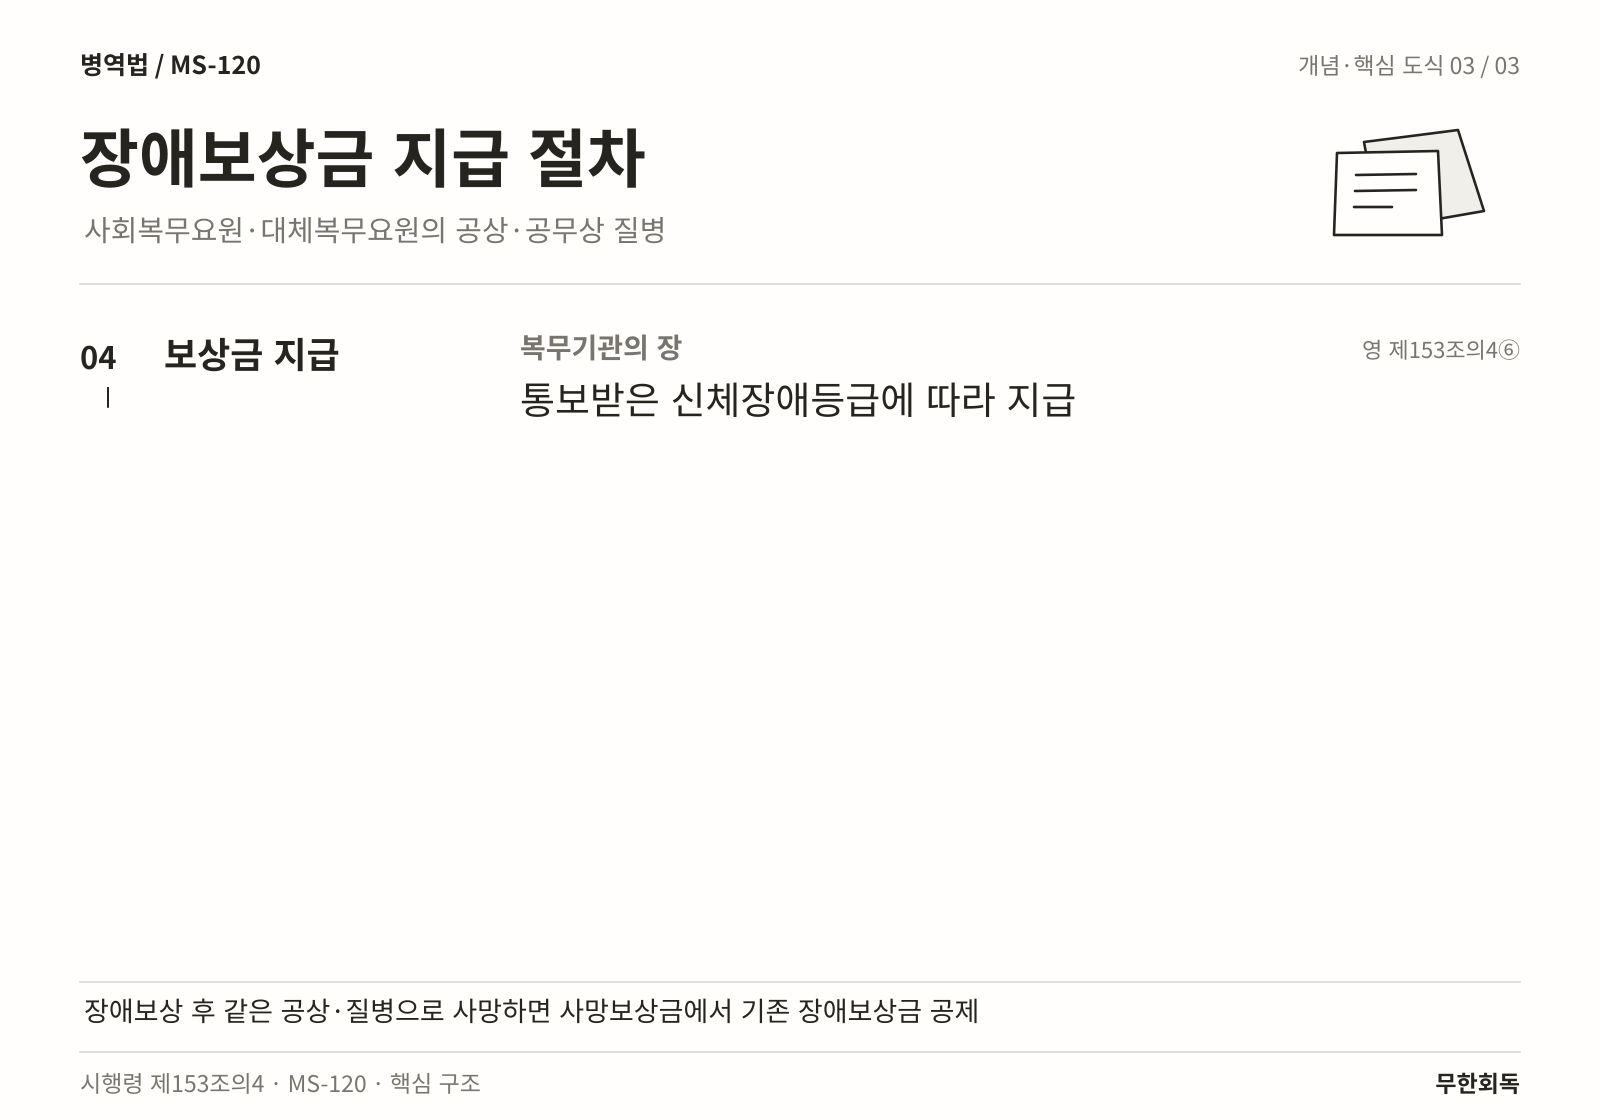 병역법 / MS-120
개념·핵심 도식 03 / 03
장애보상금 지급 절차
사회복무요원·대체복무요원의 공상·공무상 질병
04 보상금 지급
복무기관의 장
영 제153조의4⑥
통보받은 신체장애등급에 따라 지급
장애보상 후 같은 공상·질병으로 사망하면 사망보상금에서 기존 장애보상금 공제
시행령 제153조의4 · MS-120 · 핵심 구조
무한회독